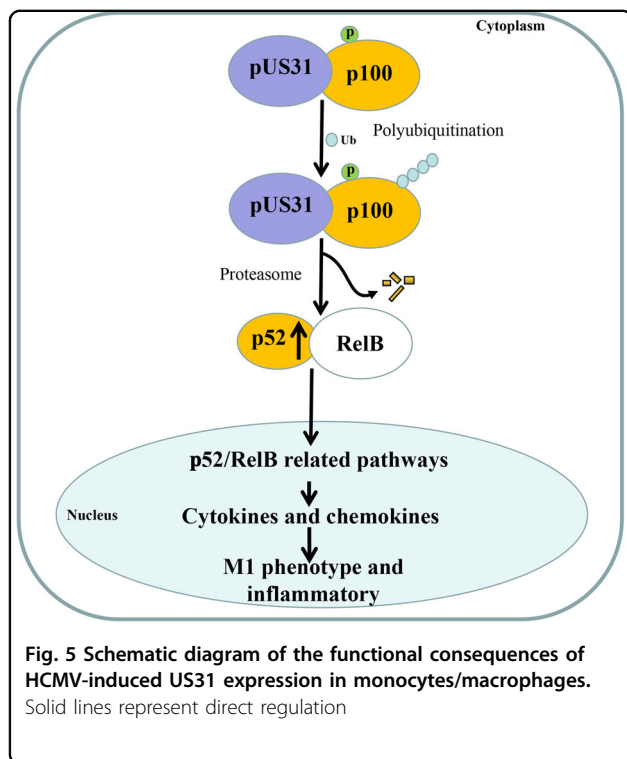 Cytoplasm
p
pUS31 p100
Ub Polyubiquitination
p
pUS31 p100
Proteasome
p52 RelB
p52/RelB related pathways
Nucleus Cytokines and chemokines
M1 phenotype and
inflammatory
Fig. 5 Schematic diagram of the functional consequences of
HCMV-induced US31 expression in monocytes/macrophages.
Solid lines represent direct regulation